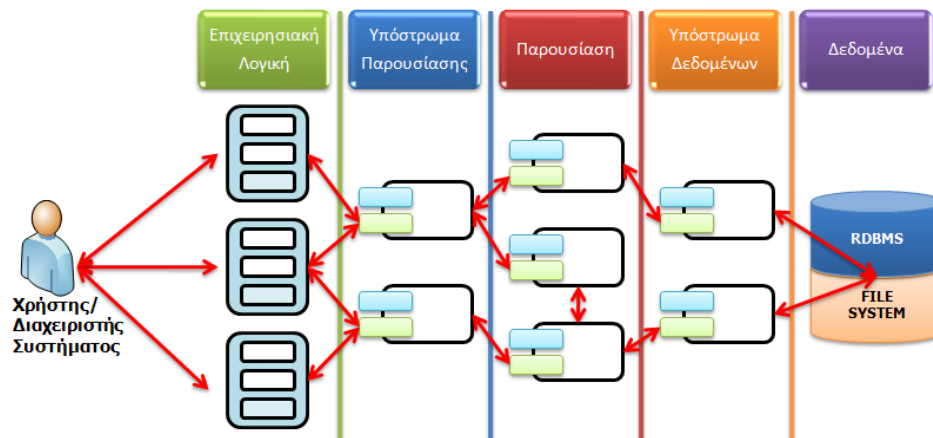 Επιχειρησιακή
Λογική
Υπόστρωμα
Παρουσίασης
Παρουσίαση
Υπόστρωμα
Δεδομένων
Δεδομένα
Χρήστης/
Διαχειριστής
Συστήματος
RDBMS
FILE
SYSTEM